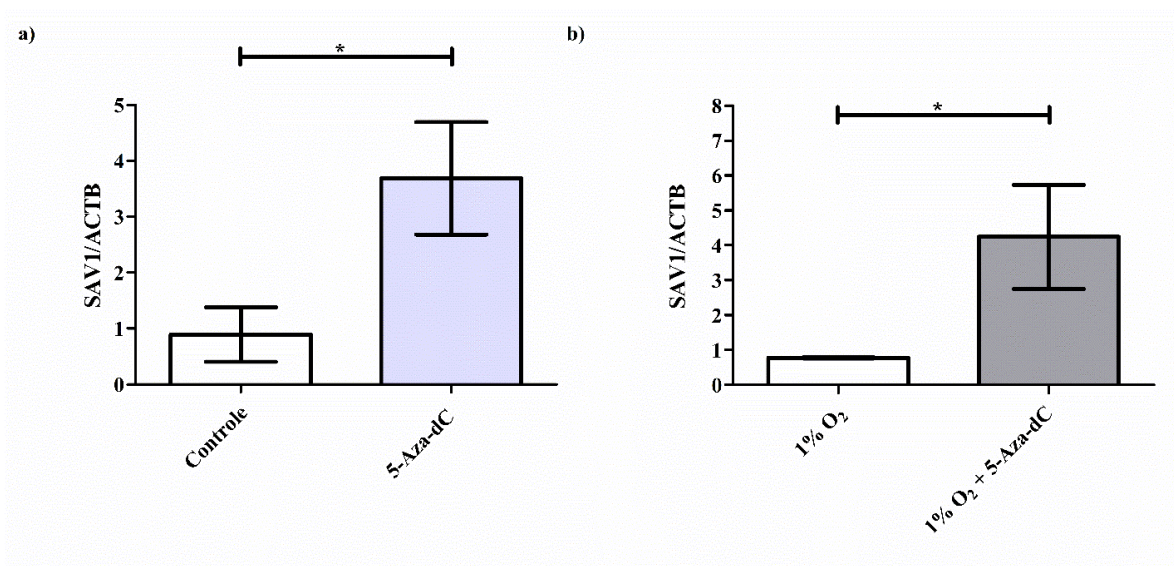 a)
*
5
4
3
2
1
0
SAV1/ACTB
Controle
5-Aza-dC
b)
*
8
7
6
5
4
3
2
1
0
SAV1/ACTB
1% O₂
1% O₂ + 5-Aza-dC